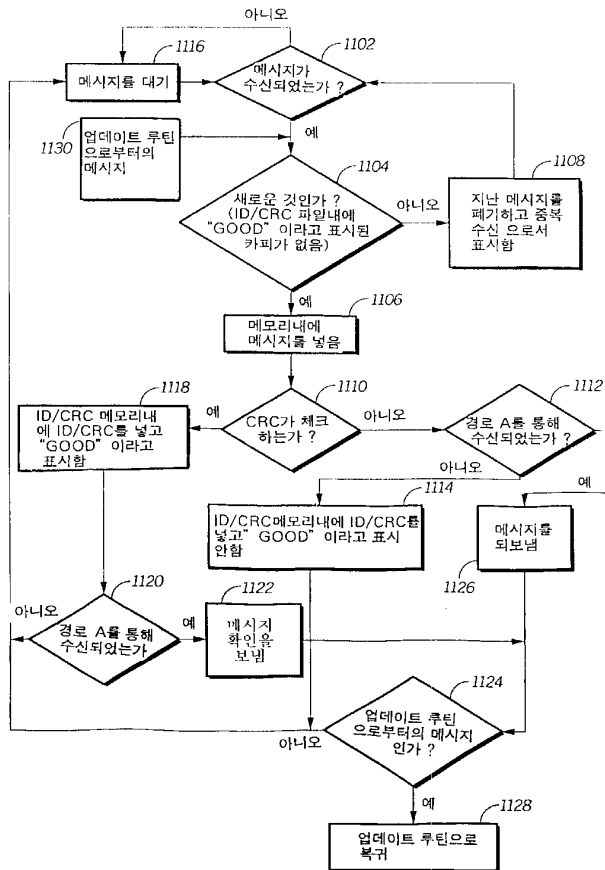 아니오
1116
메시지를 대기
1102
메시지가
수신되었는가 ?
예
1130
업데이트 루틴
으로부터의
메시지
1104
새로운 것인가 ?
(ID/CRC 파일내에
“GOOD” 이라고 표시된
카피가 없음)
아니오
1108
지난 메시지를
폐기하고 중복
수신 으로서
표시함
예
1106
메모리내에
메시지를 넣음
1118
ID/CRC 메모리내
에 ID/CRC를 넣고
“GOOD” 이라고
표시함
예
1110
CRC가 체크
하는가 ?
아니오
1112
경로 A를 통해
수신되었는가 ?
아니오
예
1114
ID/CRC메모리내에 ID/CRC를
넣고" GOOD" 이라고 표시
안함
메시지를
되보냄
1126
1120
아니오
경로 A를 통해
수신되었는가
예
1122
메시지
확인을
보냄
1124
업데이트 루틴
으로부터의 메시지
인가 ?
아니오
예
1128
업데이트 루틴으로
복귀